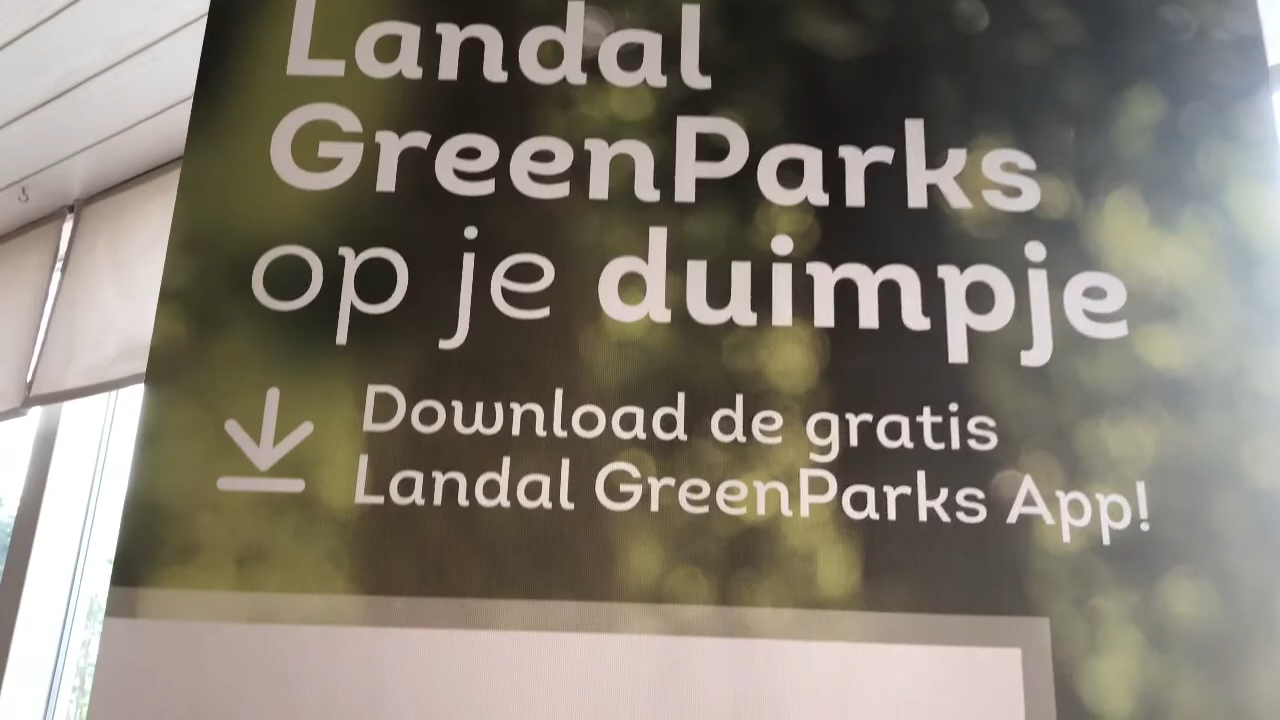 Landal
GreenParks
op je duimpje
Download de gratis
Landal GreenParks App!